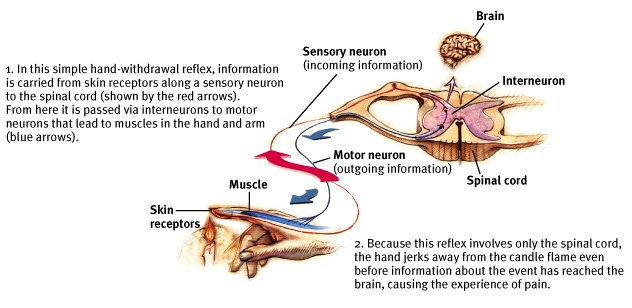 Brain
Sensory neuron
(incoming information)
Interneuron
1. In this simple hand-withdrawal reflex, information
is carried from skin receptors along a sensory neuron
to the spinal cord (shown by the red arrows).
From here it is passed via interneurons to motor
neurons that lead to muscles in the hand and arm
(blue arrows).
Motor neuron
(outgoing information)
Spinal cord
Muscle
Skin
receptors
2. Because this reflex involves only the spinal cord,
the hand jerks away from the candle flame even
before information about the event has reached the
brain, causing the experience of pain.